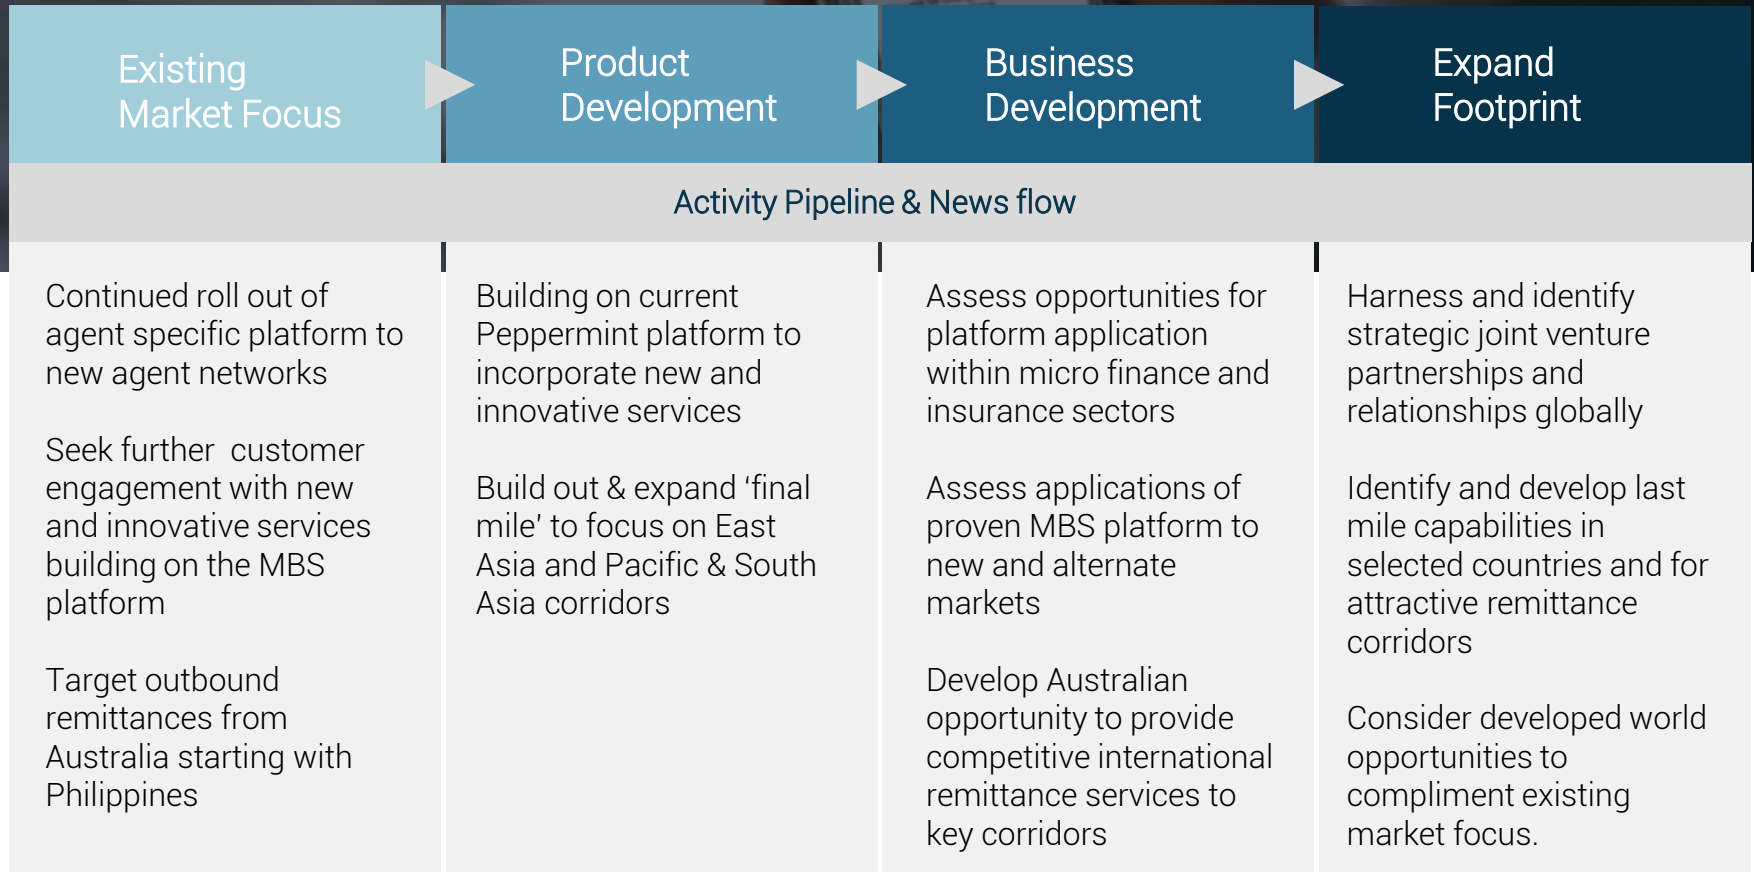 Existing
Market Focus
Product
Development
Business
Development
Expand
Footprint
Activity Pipeline & News flow
Continued roll out of
agent specific platform to
new agent networks
Seek further  customer
engagement with new
and innovative services
building on the MBS
platform
Target outbound
remittances from
Australia starting with
Philippines
Building on current
Peppermint platform to
incorporate new and
innovative services
Build out & expand ‘final
mile’ to focus on East
Asia and Pacific & South
Asia corridors
Assess opportunities for
platform application
within micro finance and
insurance sectors
Assess applications of
proven MBS platform to
new and alternate
markets
Develop Australian
opportunity to provide
competitive international
remittance services to
key corridors
Harness and identify
strategic joint venture
partnerships and
relationships globally
Identify and develop last
mile capabilities in
selected countries and for
attractive remittance
corridors
Consider developed world
opportunities to
compliment existing
market focus.